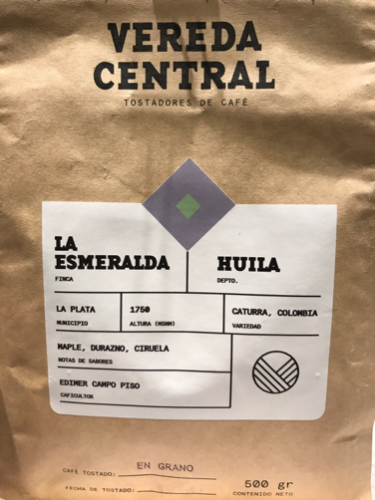 VEREDA
CENTRAL
TOSTADORES DE CAFÉ
LA
ESMERALDA
FINCA
HUILA
DEPTO.
LA PLATA
MUNICIPIO
1750
ALTURA (MSNM)
CATURRA, COLOMBIA
VARIEDAD
MAPLE, DURAZNO, CIRUELA
NOTAS DE SABORES
EDIMER CAMPO PISO
CAFICULTOR
CAFÉ TOSTADO: EN GRANO
FECHA DE TOSTADO:
500 gr
CONTENIDO NETO